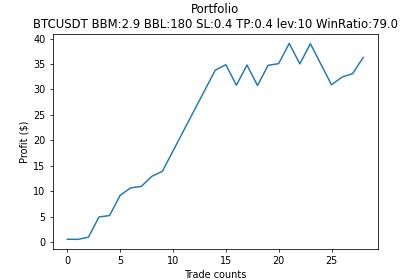 Portfolio
BTCUSDT BBM:2.9 BBL:180 SL:0.4 TP:0.4 lev:10 WinRatio:79.0
40
35
30
25
20
15
10
5
0
Profit ($)
0 5 10 15 20 25
Trade counts